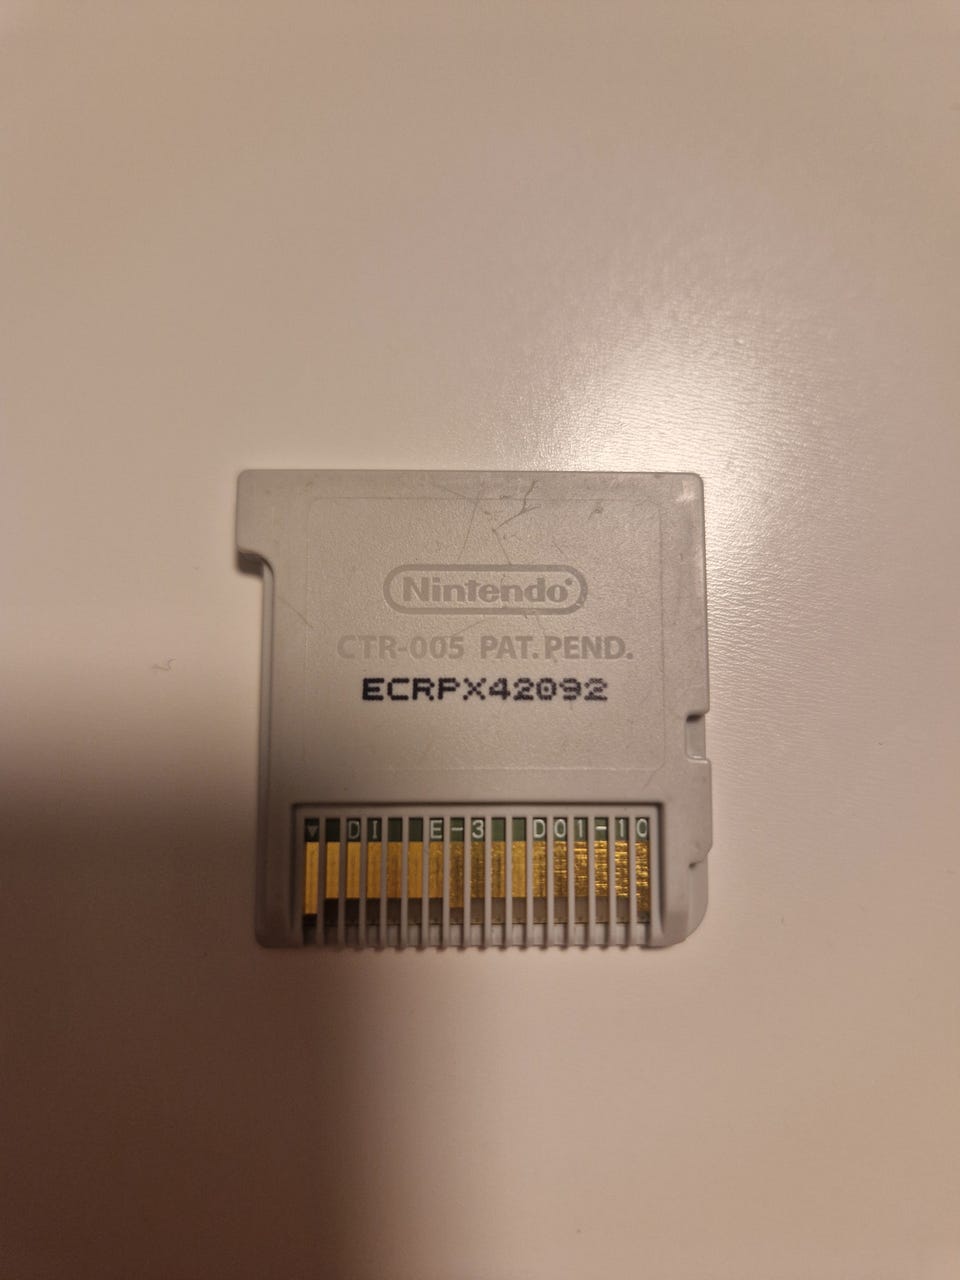 Nintendo®
CTR-005 PAT. PEND.
ECRPX42092
DI E-3 D01-10